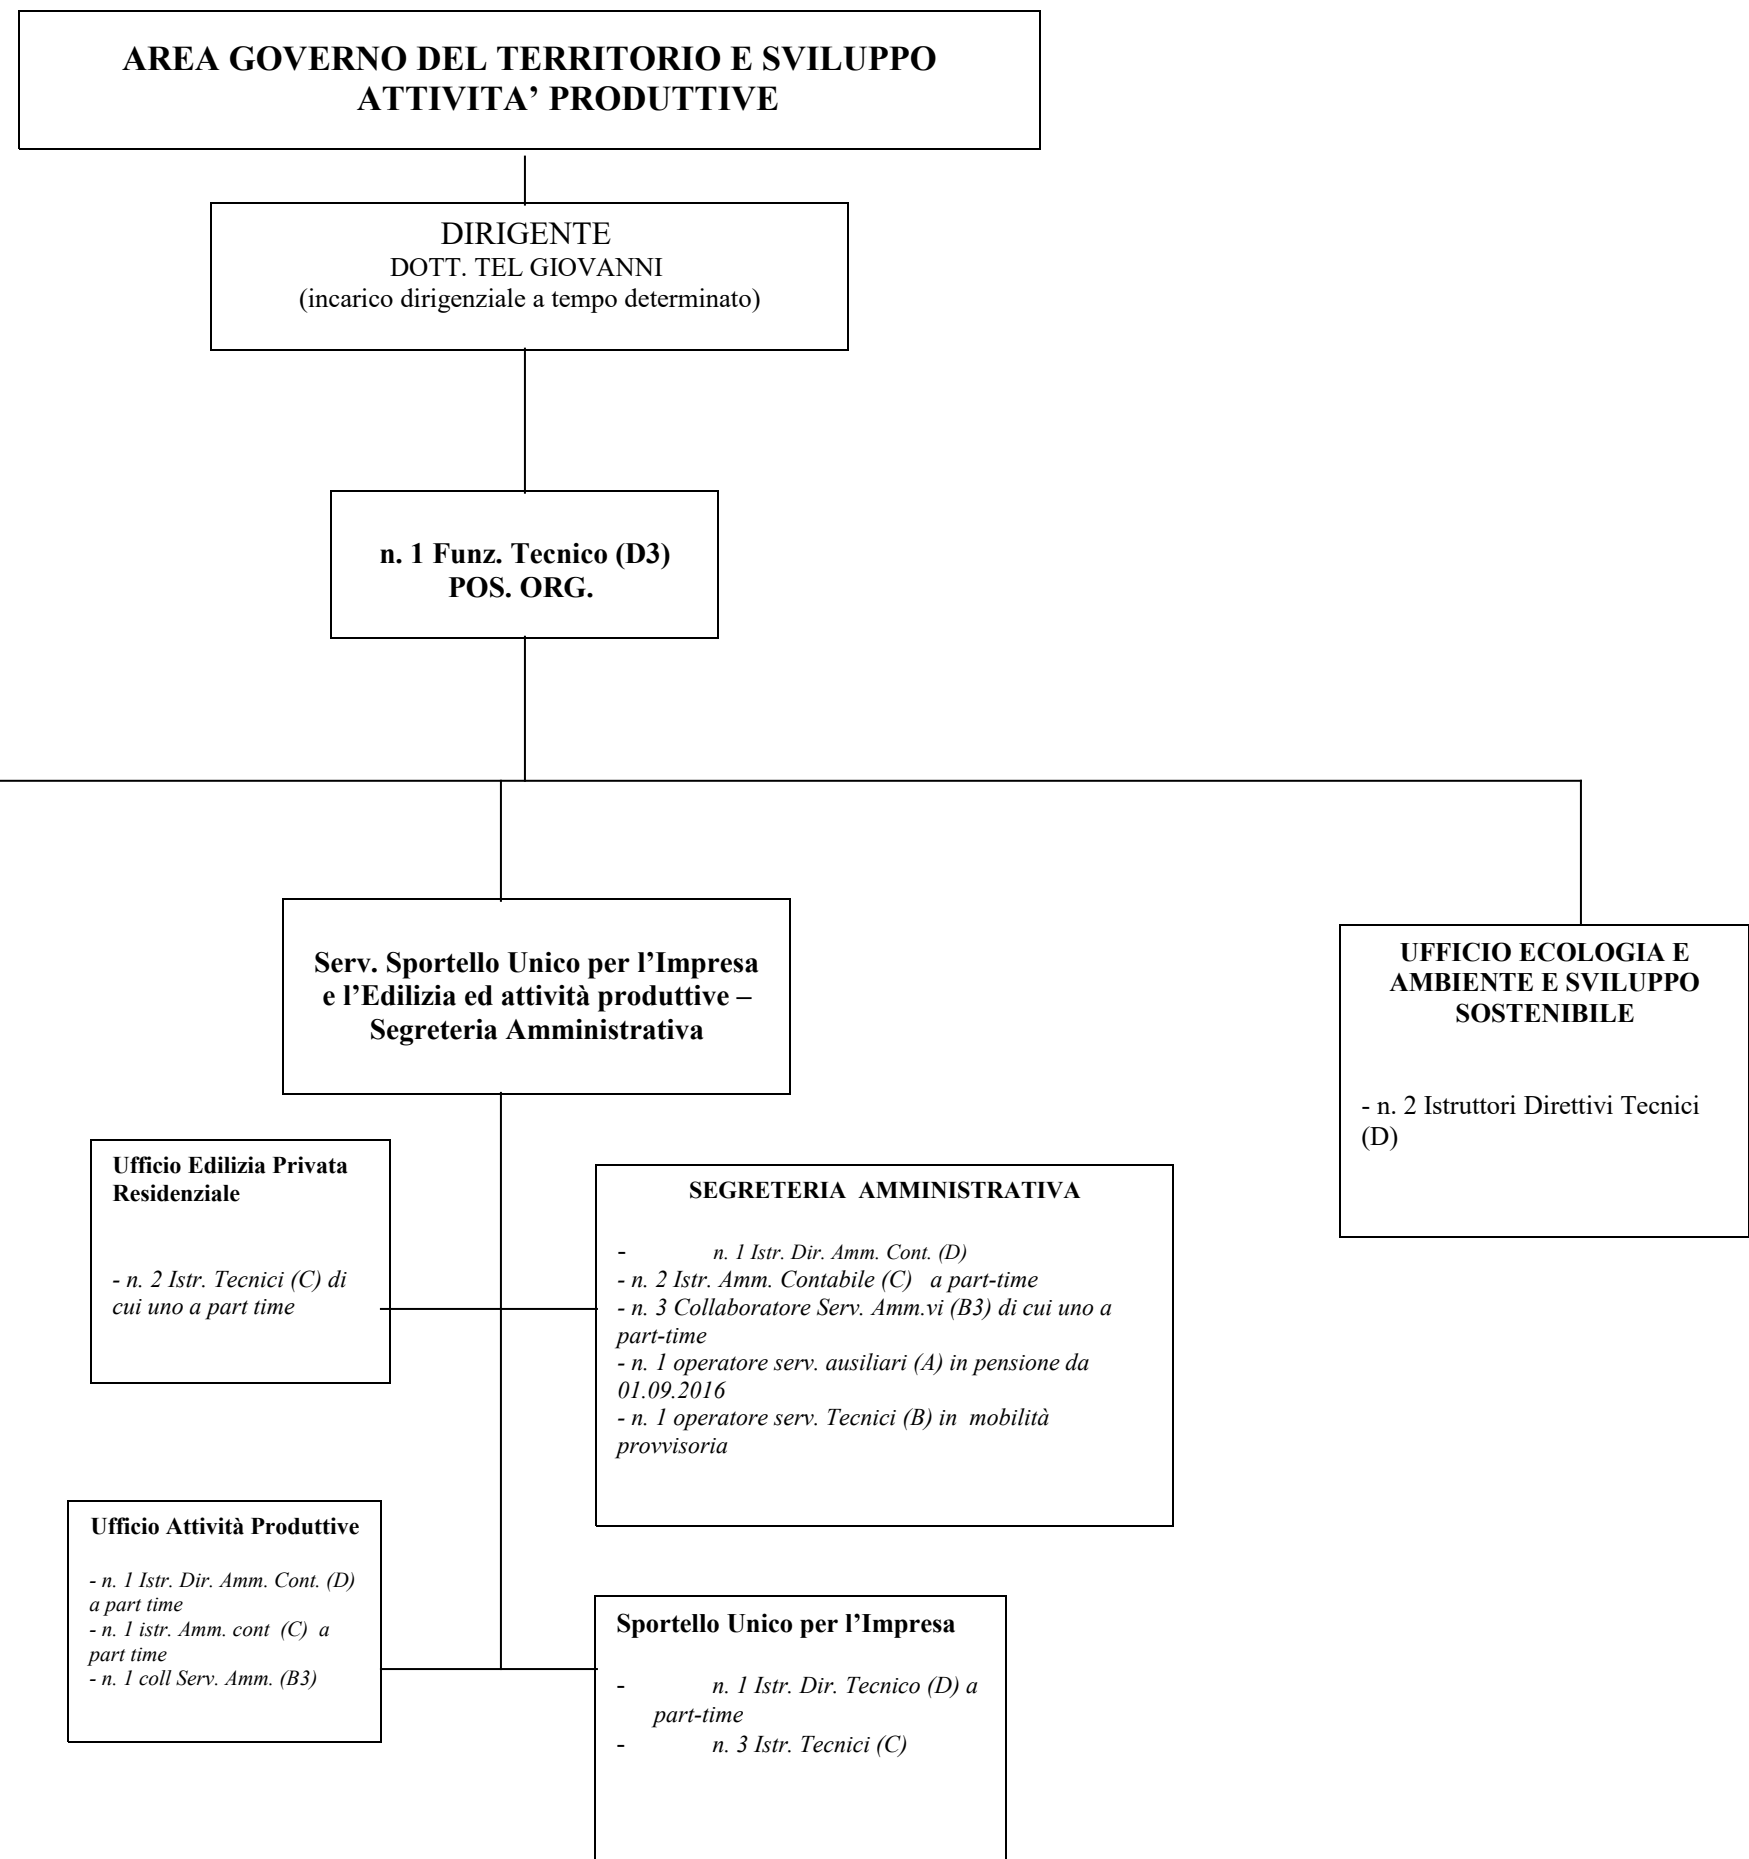 AREA GOVERNO DEL TERRITORIO E SVILUPPO
ATTIVITA’ PRODUTTIVE
DIRIGENTE
DOTT. TEL GIOVANNI
(incarico dirigenziale a tempo determinato)
n. 1 Funz. Tecnico (D3)
POS. ORG.
Serv. Sportello Unico per l’Impresa
e l’Edilizia ed attività produttive –
Segreteria Amministrativa
UFFICIO ECOLOGIA E
AMBIENTE E SVILUPPO
SOSTENIBILE
- n. 2 Istruttori Direttivi Tecnici
(D)
Ufficio Edilizia Privata
Residenziale
- n. 2 Istr. Tecnici (C) di
cui uno a part time
SEGRETERIA AMMINISTRATIVA
- n. 1 Istr. Dir. Amm. Cont. (D)
- n. 2 Istr. Amm. Contabile (C) a part-time
- n. 3 Collaboratore Serv. Amm.vi (B3) di cui uno a
part-time
- n. 1 operatore serv. ausiliari (A) in pensione da
01.09.2016
- n. 1 operatore serv. Tecnici (B) in mobilità
provvisoria
Ufficio Attività Produttive
- n. 1 Istr. Dir. Amm. Cont. (D)
a part time
- n. 1 istr. Amm. cont (C) a
part time
- n. 1 coll Serv. Amm. (B3)
Sportello Unico per l’Impresa
- n. 1 Istr. Dir. Tecnico (D) a
part-time
- n. 3 Istr. Tecnici (C)